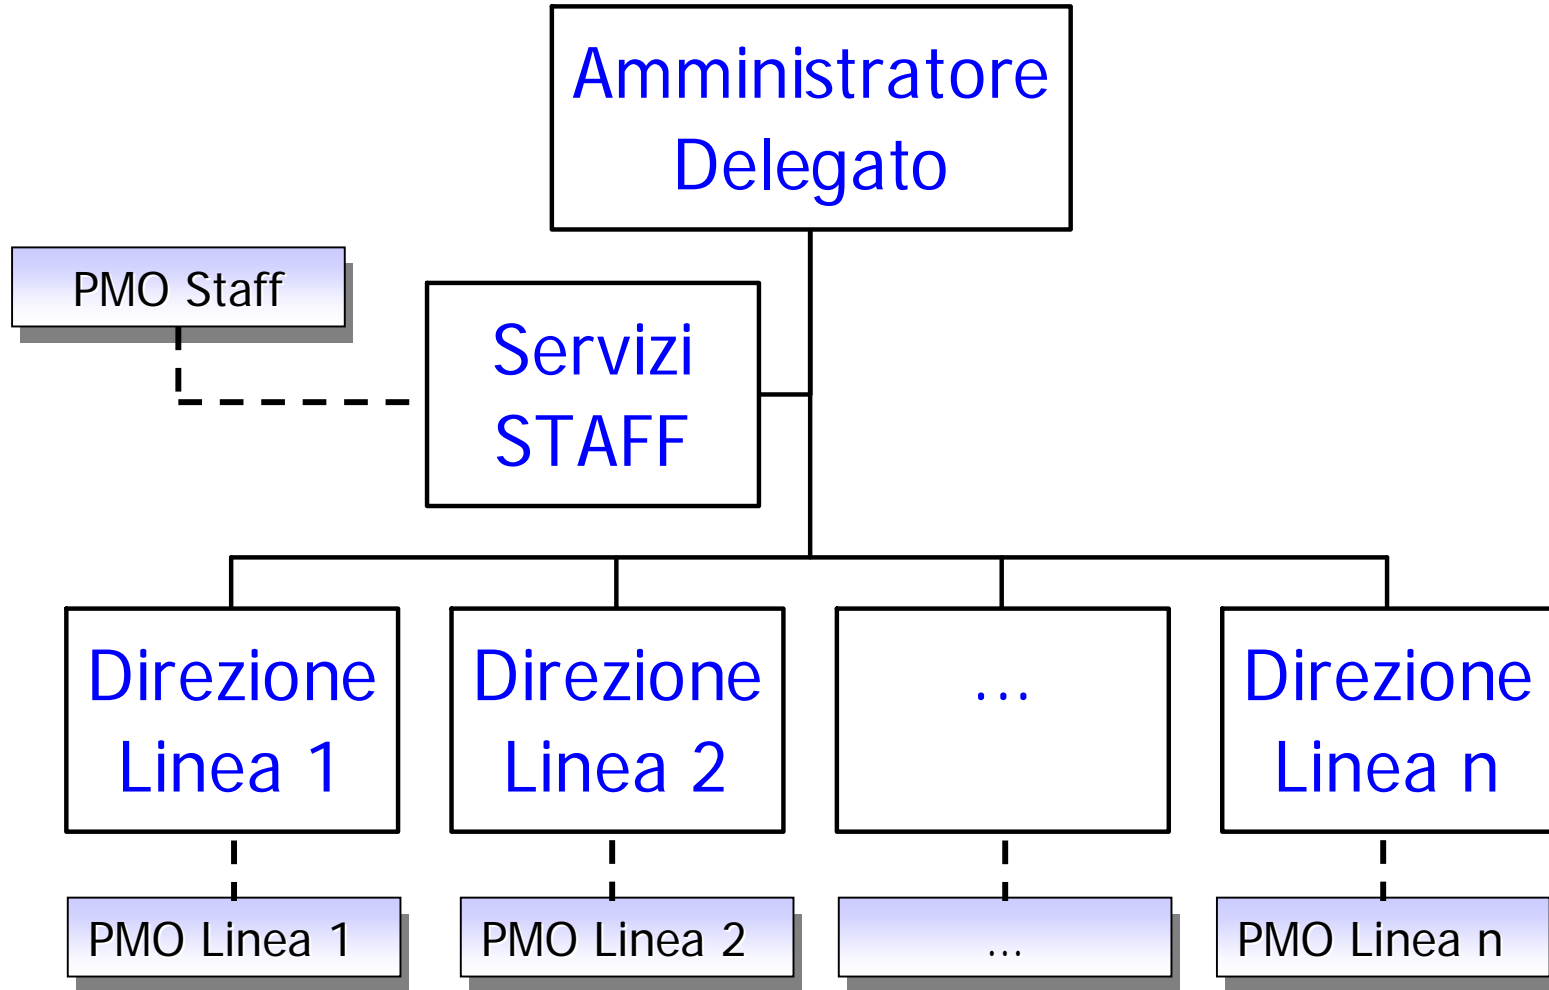 Amministratore
Delegato
PMO Staff
Servizi
STAFF
Direzione
Linea 1
Direzione
Linea 2
...
Direzione
Linea n
PMO Linea 1
PMO Linea 2
...
PMO Linea n